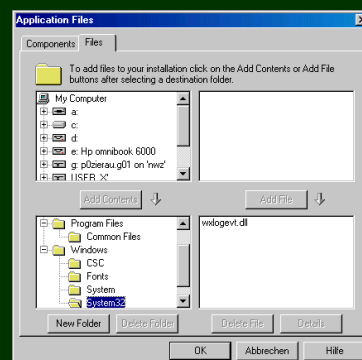 Application Files
Components
Files
To add files to your installation click on the Add Contents or Add File
buttons after selecting a destination folder.
My Computer
a:
c:
d:
e: Hp omnibook 6000
g: p0zierau.g01 on 'nwz'
Add Contents
Add File
Program Files
Common Files
Windows
CSC
Fonts
System
System32
wxlogevt.dll
New Folder
Delete Folder
Delete File
Details
OK
Abbrechen
Hilfe